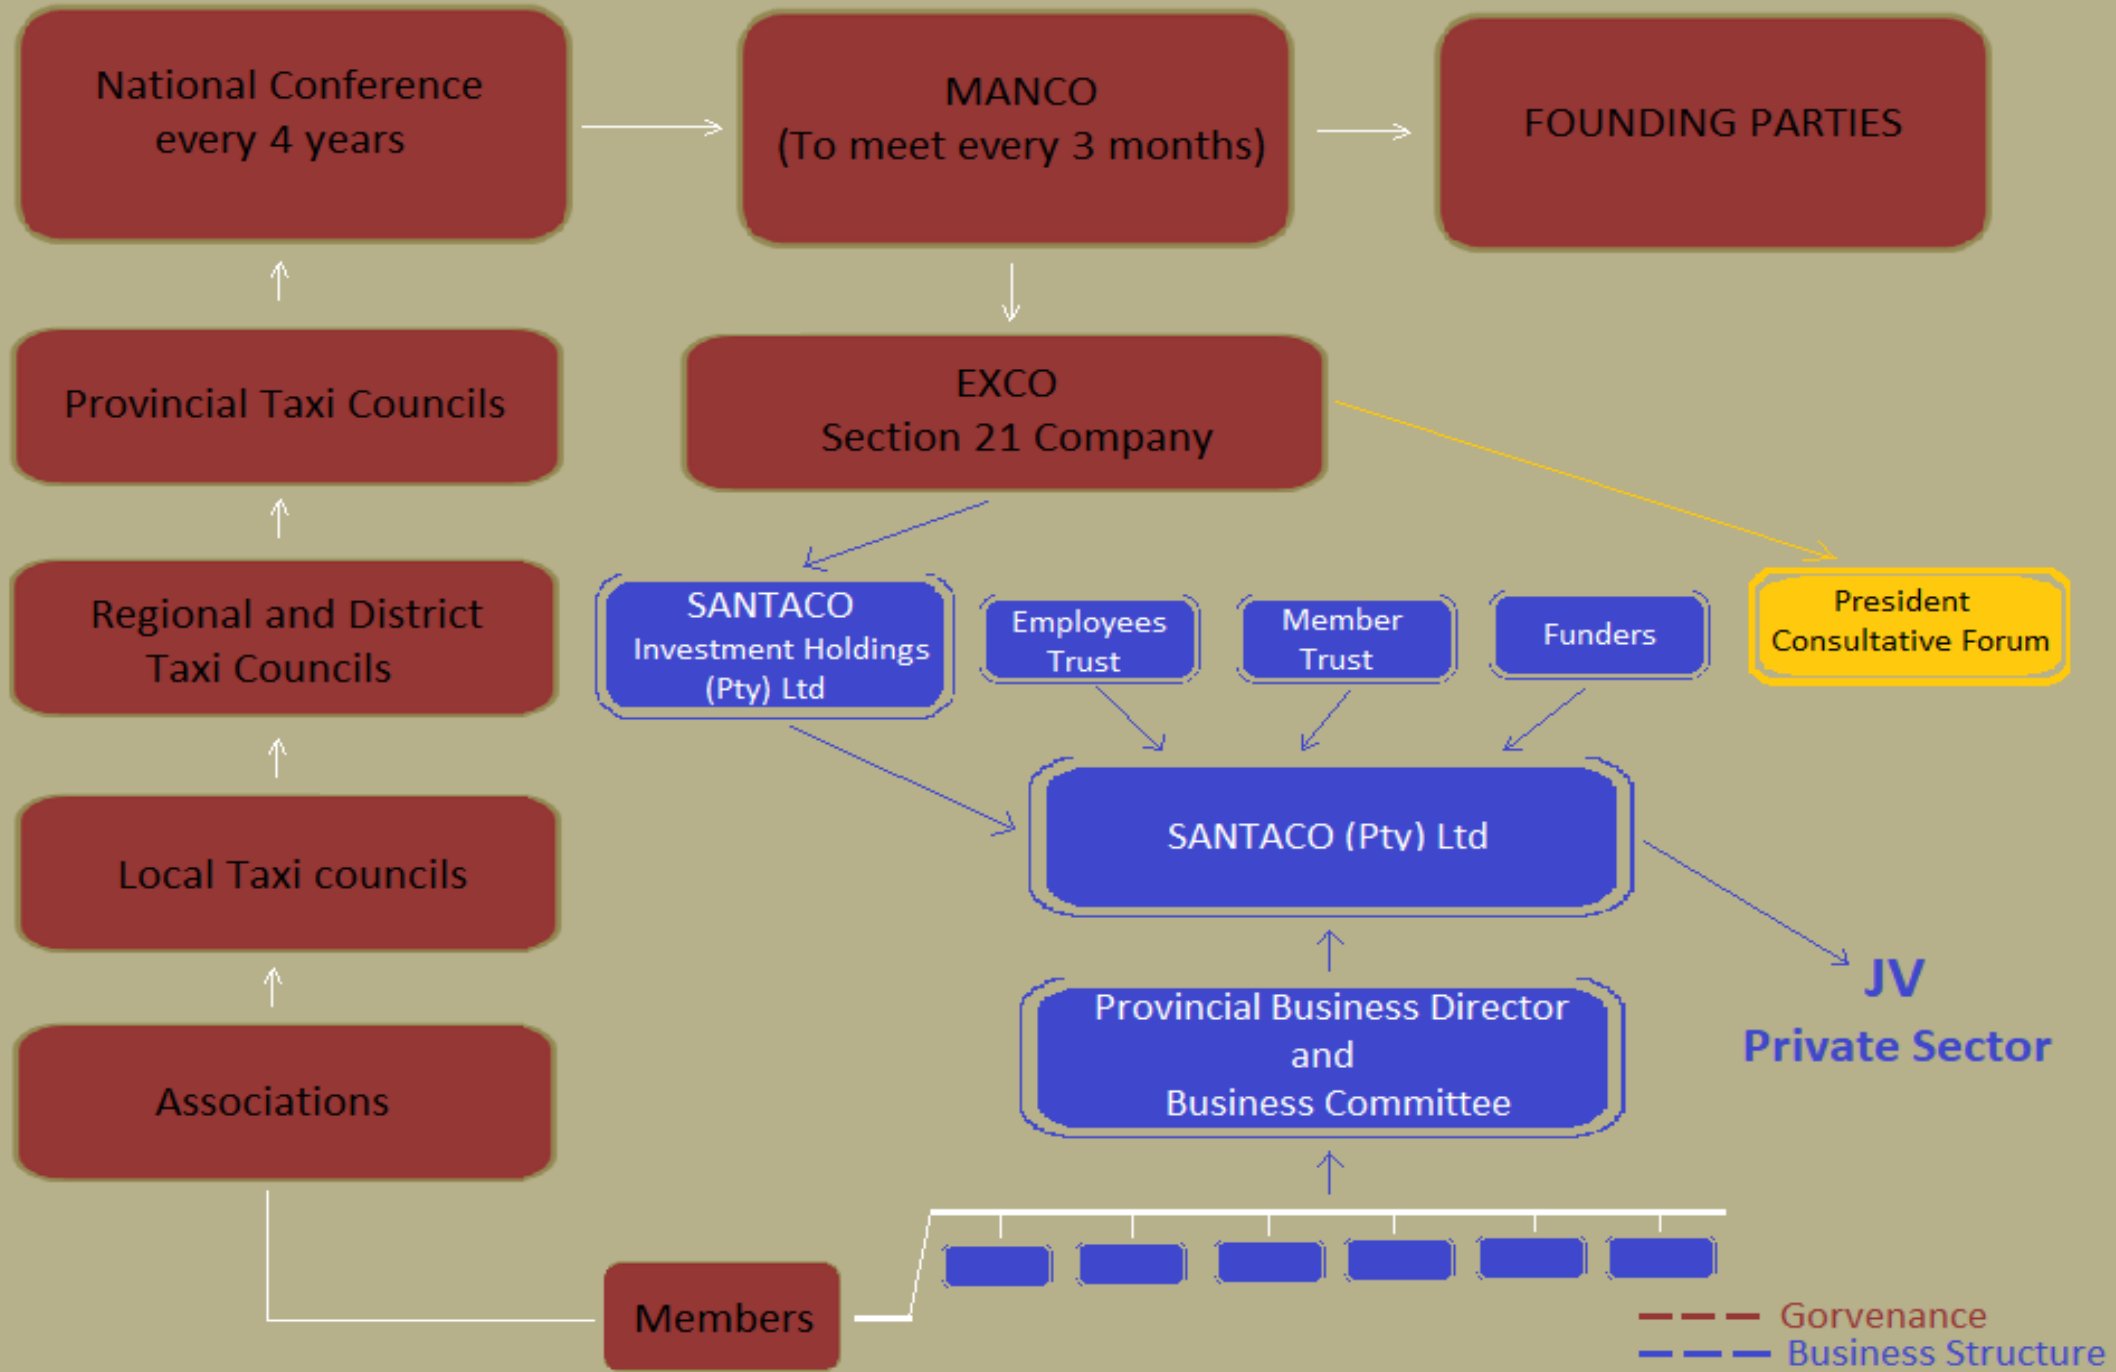 National Conference
every 4 years
MANCO
(To meet every 3 months)
FOUNDING PARTIES
Provincial Taxi Councils
EXCO
Section 21 Company
Regional and District
Taxi Councils
SANTACO
Investment Holdings
(Pty) Ltd
Employees
Trust
Member
Trust
Funders
President
Consultative Forum
Local Taxi councils
SANTACO (Pty) Ltd
JV
Private Sector
Provincial Business Director
and
Business Committee
Associations
Members
Gorvenance
Business Structure